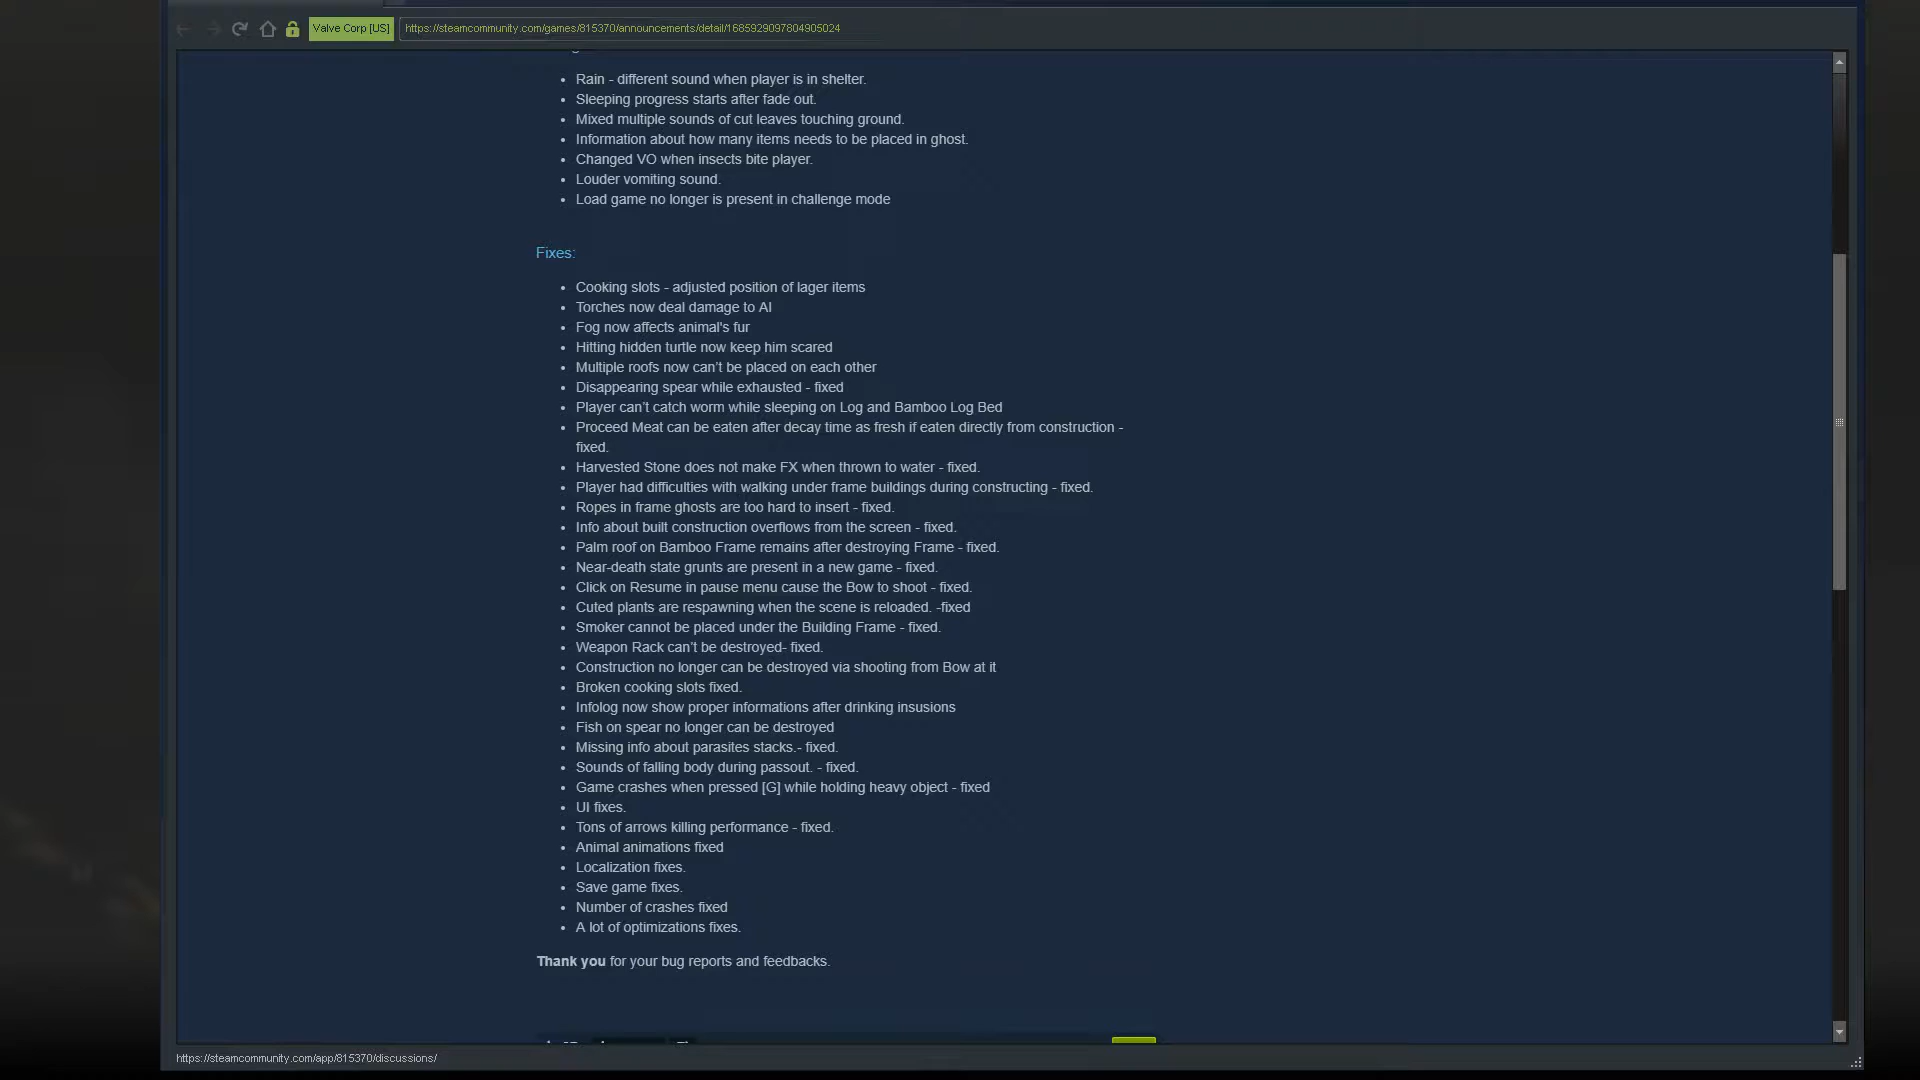 Valve Corp [US]
https://steamcommunity.com/games/815370/announcements/detail/1685929097804905024
Rain - different sound when player is in shelter.
Sleeping progress starts after fade out.
Mixed multiple sounds of cut leaves touching ground.
Information about how many items needs to be placed in ghost.
Changed VO when insects bite player.
Louder vomiting sound.
Load game no longer is present in challenge mode
Fixes:
Cooking slots - adjusted position of lager items
Torches now deal damage to AI
Fog now affects animal's fur
Hitting hidden turtle now keep him scared
Multiple roofs now can’t be placed on each other
Disappearing spear while exhausted - fixed
Player can’t catch worm while sleeping on Log and Bamboo Log Bed
Proceed Meat can be eaten after decay time as fresh if eaten directly from construction -
fixed.
Harvested Stone does not make FX when thrown to water - fixed.
Player had difficulties with walking under frame buildings during constructing - fixed.
Ropes in frame ghosts are too hard to insert - fixed.
Info about built construction overflows from the screen - fixed.
Palm roof on Bamboo Frame remains after destroying Frame - fixed.
Near-death state grunts are present in a new game - fixed.
Click on Resume in pause menu cause the Bow to shoot - fixed.
Cuted plants are respawning when the scene is reloaded. -fixed
Smoker cannot be placed under the Building Frame - fixed.
Weapon Rack can’t be destroyed- fixed.
Construction no longer can be destroyed via shooting from Bow at it
Broken cooking slots fixed.
Infolog now show proper informations after drinking insusions
Fish on spear no longer can be destroyed
Missing info about parasites stacks.- fixed.
Sounds of falling body during passout. - fixed.
Game crashes when pressed [G] while holding heavy object - fixed
UI fixes.
Tons of arrows killing performance - fixed.
Animal animations fixed
Localization fixes.
Save game fixes.
Number of crashes fixed
A lot of optimizations fixes.
Thank you for your bug reports and feedbacks.
https://steamcommunity.com/app/815370/discussions/